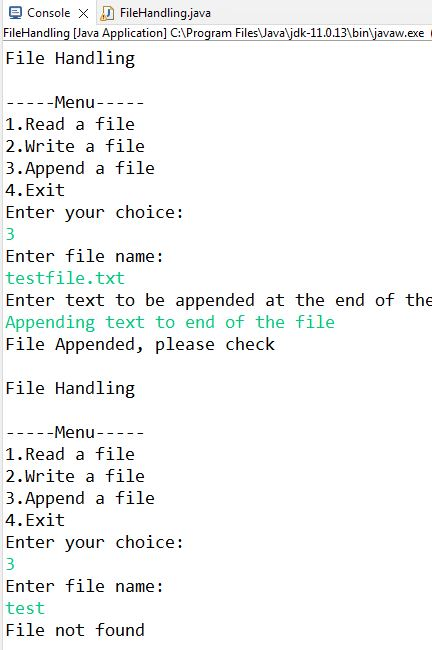 Console FileHandling.java
FileHandling [Java Application] C:\Program Files\Java\jdk-11.0.13\bin\javaw.exe
File Handling
-----Menu-----
1.Read a file
2.Write a file
3.Append a file
4.Exit
Enter your choice:
3
Enter file name:
testfile.txt
Enter text to be appended at the end of the
Appending text to end of the file
File Appended, please check
File Handling
-----Menu-----
1.Read a file
2.Write a file
3.Append a file
4.Exit
Enter your choice:
3
Enter file name:
test
File not found